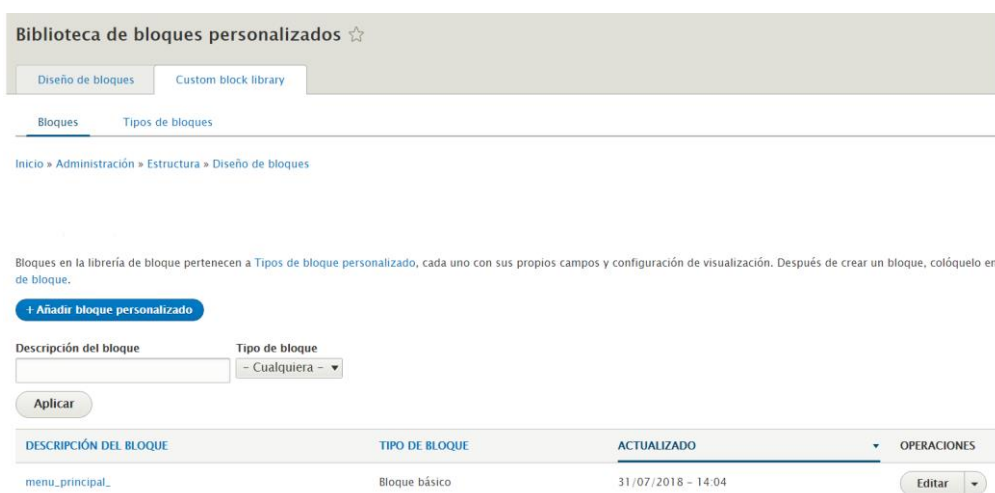 Biblioteca de bloques personalizados
Diseño de bloques Custom block library
Bloques Tipos de bloques
Inicio » Administración » Estructura » Diseño de bloques
Bloques en la librería de bloque pertenecen a Tipos de bloque personalizado, cada uno con sus propios campos y configuración de visualización. Después de crear un bloque, colóquelo en
de bloque.
+ Añadir bloque personalizado
Descripción del bloque Tipo de bloque
- Cualquiera -
Aplicar
DESCRIPCIÓN DEL BLOQUE TIPO DE BLOQUE ACTUALIZADO OPERACIONES
menu_principal_ Bloque básico 31/07/2018 - 14:04 Editar